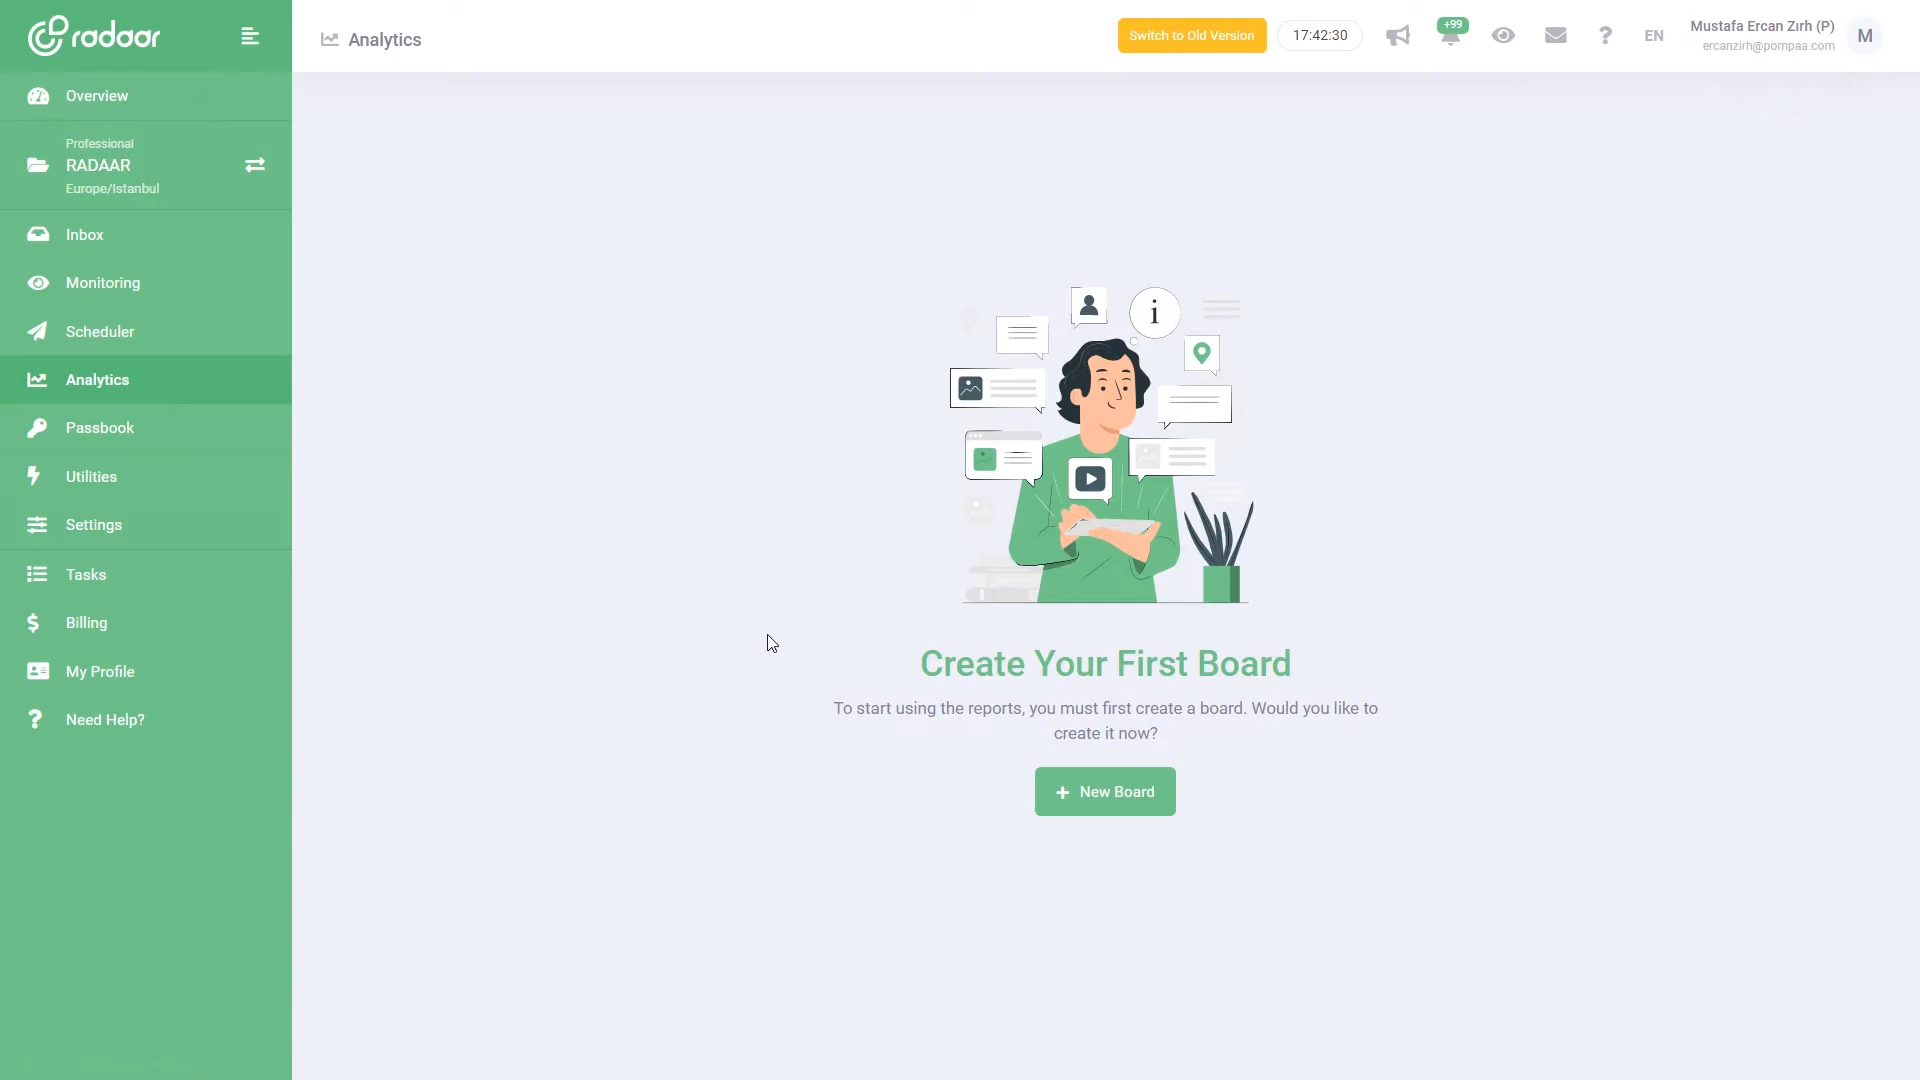 radaar
Analytics
Switch to Old Version
17:42:30
+99
EN
Mustafa Ercan Zırh (P)
ercanzirh@pompaa.com
M
Overview
Professional
RADAAR
Europe/Istanbul
Inbox
Monitoring
Scheduler
Analytics
Passbook
Utilities
Settings
Tasks
Billing
My Profile
Need Help?
i
Create Your First Board
To start using the reports, you must first create a board. Would you like to
create it now?
+ New Board